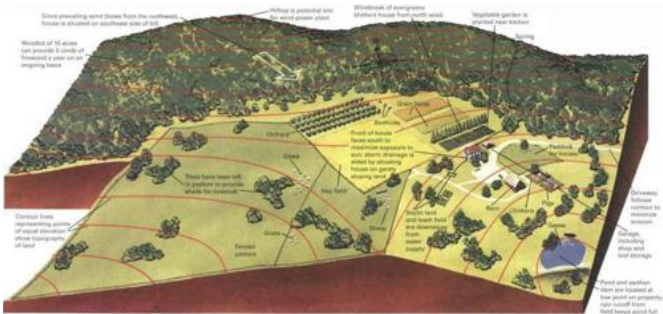 Since prevailing wind blows from the northwest,
house is situated on southeast side of hill
Hilltop is potential site
for wind-power plant
Windbreak of evergreens
shelters house from north wind
Vegetable garden is
planted near kitchen
Spring
Woodlot of 10 acres
can provide 5 cords of
firewood a year on an
ongoing basis
Grain fields
Beehives
Orchard
Front of house
faces south to
maximize exposure to
sun; storm drainage is
aided by situating
house on gently
sloping land
Paddock
for horses
Cows
Trees have been left
in pasture to provide
shade for livestock
Hay field
Pigs
Barn
Chickens
Driveway
follows
contour to
minimize
erosion
Contour lines
representing points
of equal elevation
show topography
of land
Sheep
Septic tank
and leach field
are downslope
from
water
supply
Geese
Garage,
including
shop and
tool storage
Goats
Fenced
pasture
Pond and earthen
dam are located at
low point on property;
rain runoff from
field keeps pond full